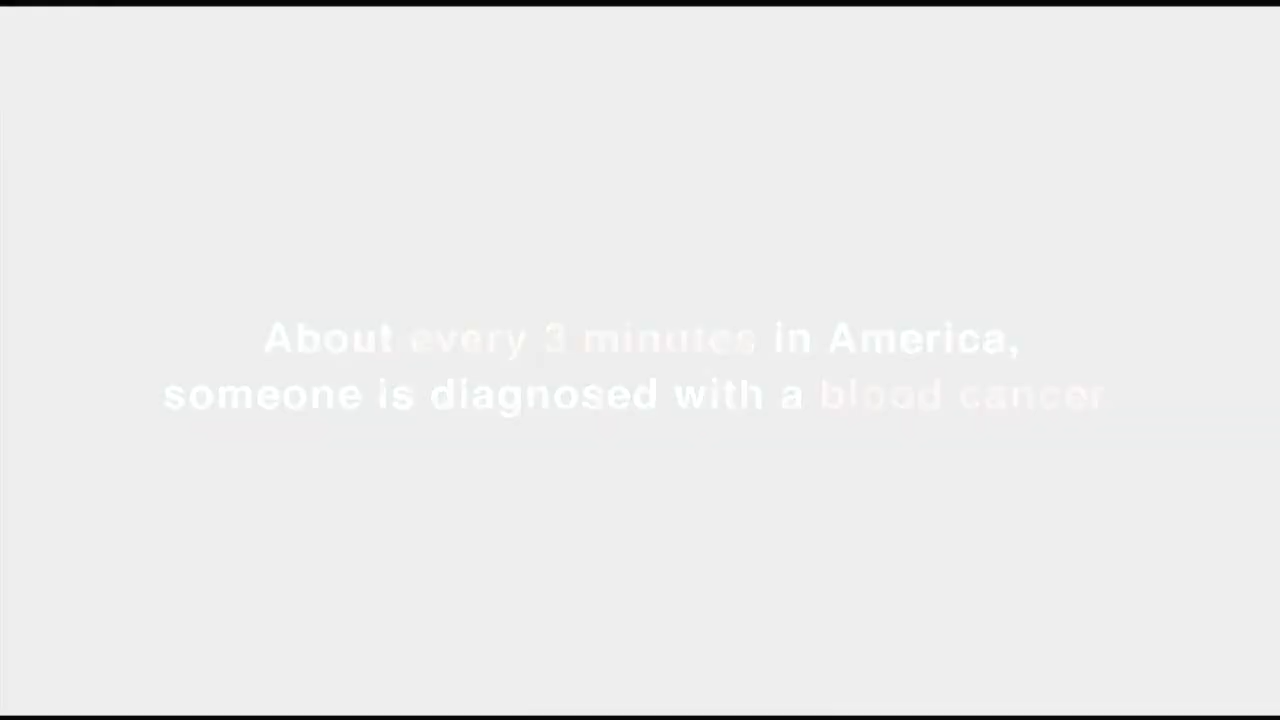 About every 3 minutes in America,
someone is diagnosed with a blood cancer